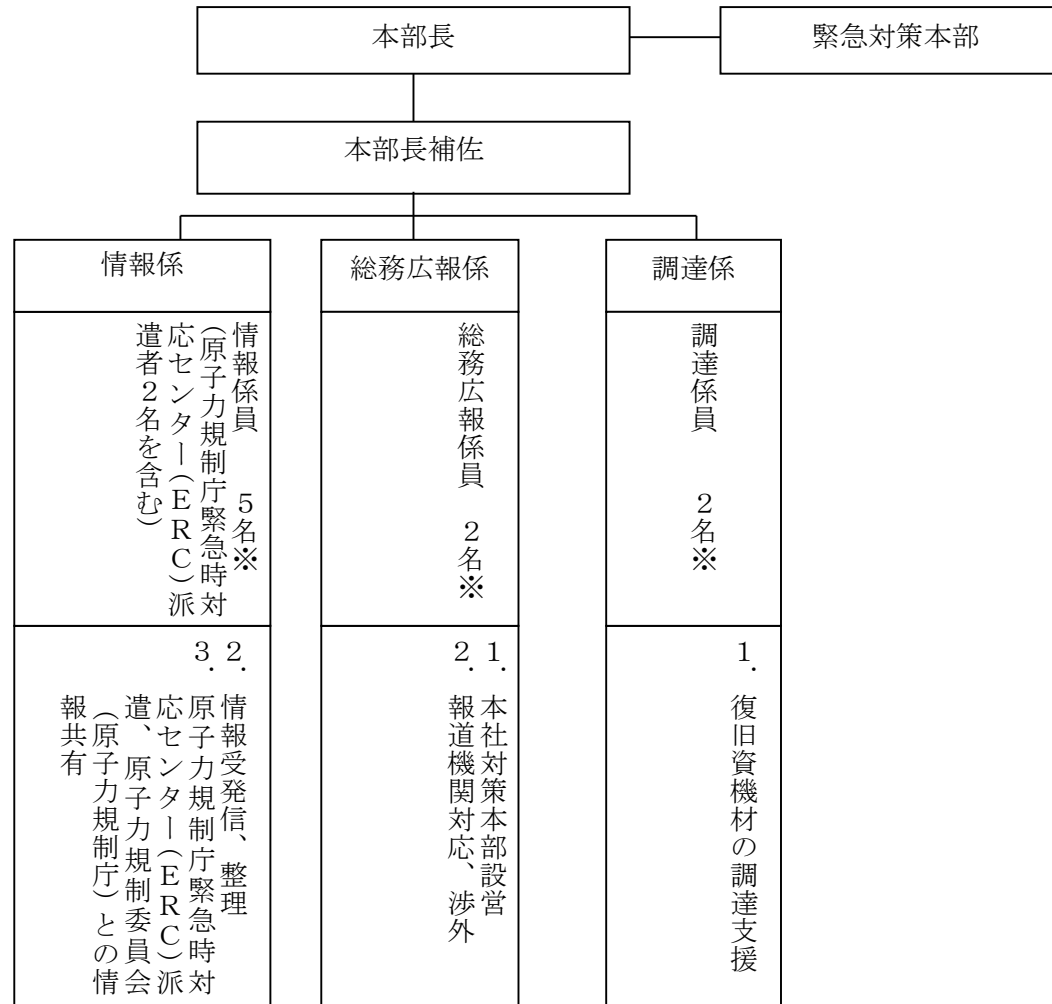 本部長
緊急対策本部
本部長補佐
情報係
総務広報係
調達係
情報係員　５名※
（原子力規制庁緊急時対
応センター（ＥＲＣ）派
遣者２名を含む）
総務広報係員　２名※
調達係員　２名※
２．情報受発信、整理
３．原子力規制庁緊急時対
応センター（ＥＲＣ）派
遣、原子力規制委員会
（原子力規制庁）との情
報共有
１．本社対策本部設営
２．報道機関対応、渉外
１．復旧資機材の調達支援